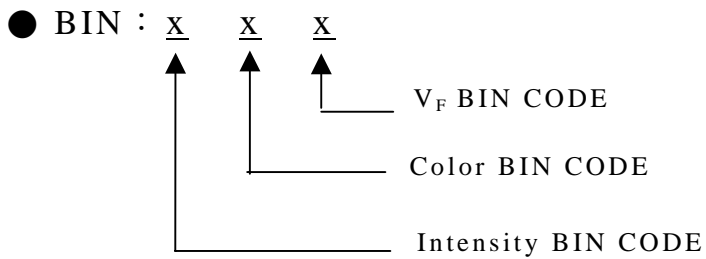 ● BIN : x x x
V_F BIN CODE
Color BIN CODE
Intensity BIN CODE